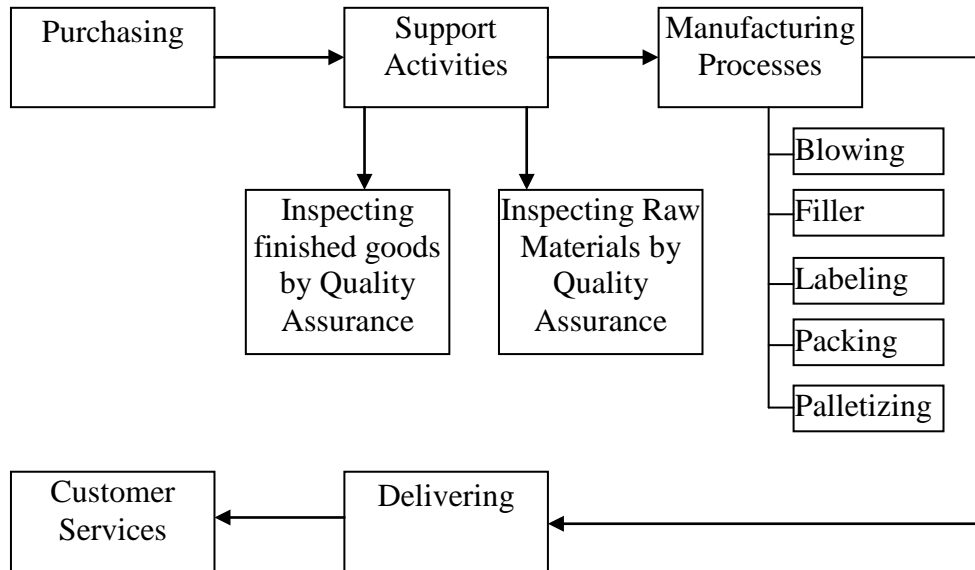 Purchasing
Support
Activities
Manufacturing
Processes
Inspecting
finished goods
by Quality
Assurance
Inspecting Raw
Materials by
Quality
Assurance
Blowing
Filler
Labeling
Packing
Palletizing
Customer
Services
Delivering